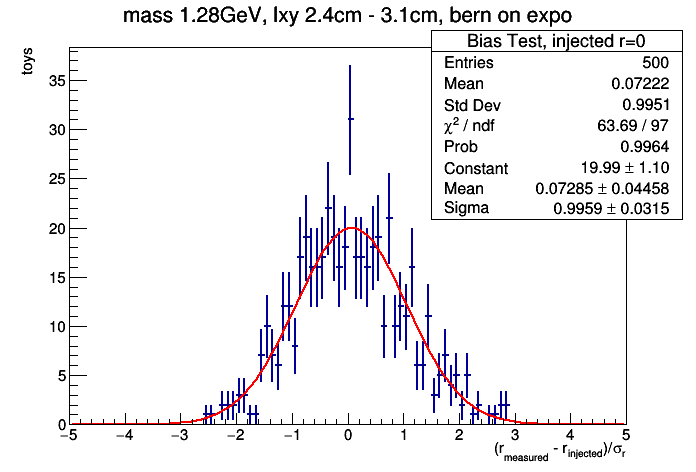 mass 1.28GeV, lxy 2.4cm - 3.1cm, bern on expo
Bias Test, injected r=0
Entries 500
Mean 0.07222
Std Dev 0.9951
χ² / ndf 63.69 / 97
Prob 0.9964
Constant 19.99 ± 1.10
Mean 0.07285 ± 0.04458
Sigma 0.9959 ± 0.0315
toys
35
30
25
20
15
10
5
0
−5 −4 −3 −2 −1 0 1 2 3 4 5
(r_measured - r_injected)/σ_r